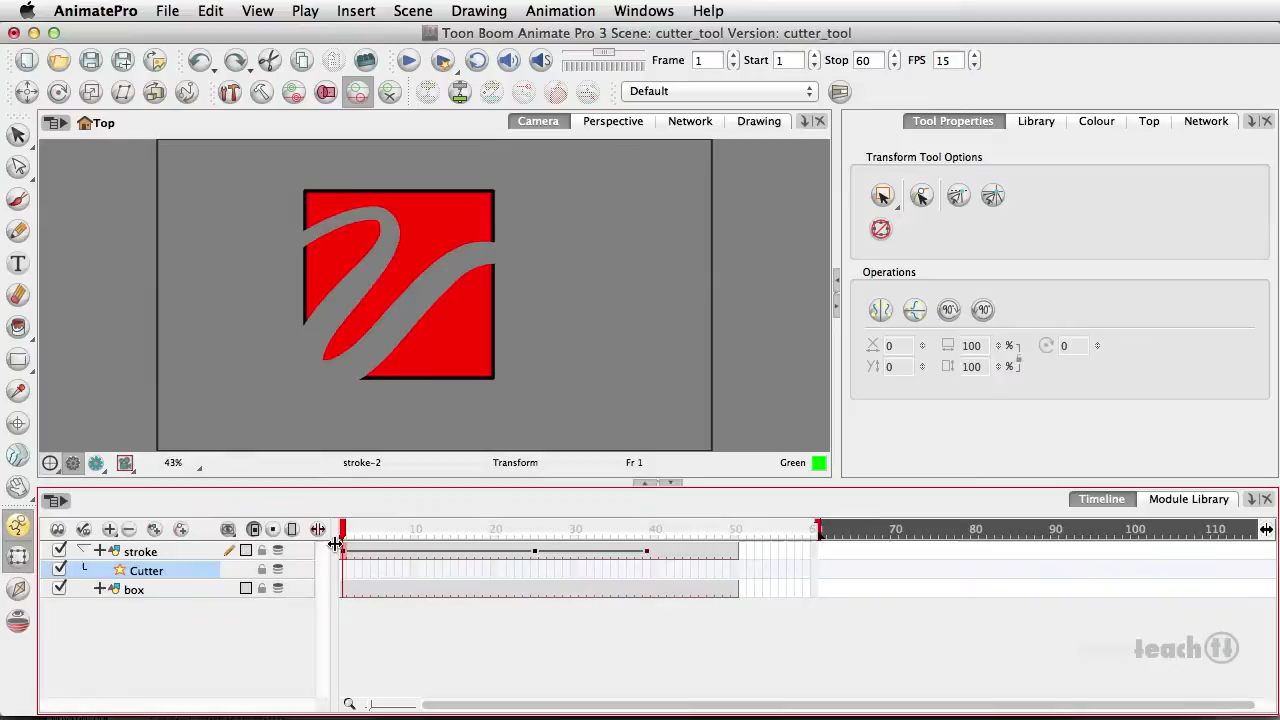 AnimatePro File Edit View Play Insert Scene Drawing Animation Windows Help
Toon Boom Animate Pro 3 Scene: cutter_tool Version: cutter_tool
Frame 1 Start 1 Stop 60 FPS 15
Default
Top Camera Perspective Network Drawing Tool Properties Library Colour Top Network
Transform Tool Options
Operations
90° 90°
0 100 % 0
Y 0 100 %
T
43% stroke-2 Transform Fr 1 Green
Timeline Module Library
10 20 30 40 50 70 80 90 100 110
stroke
Cutter
box
teach